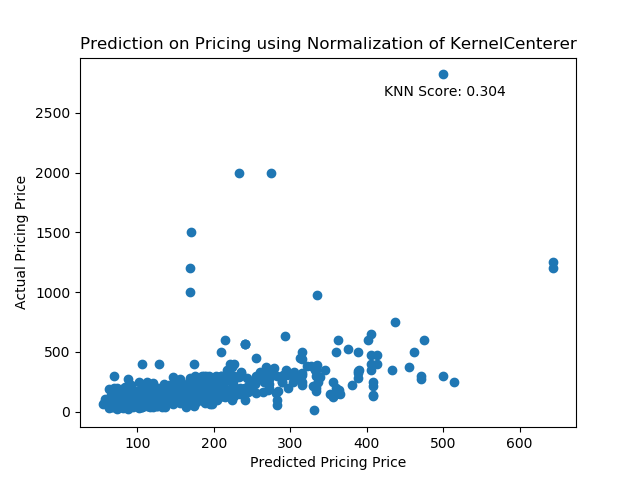 Prediction on Pricing using Normalization of KernelCenterer
KNN Score: 0.304
2500
2000
1500
1000
500
0
Actual Pricing Price
100 200 300 400 500 600
Predicted Pricing Price